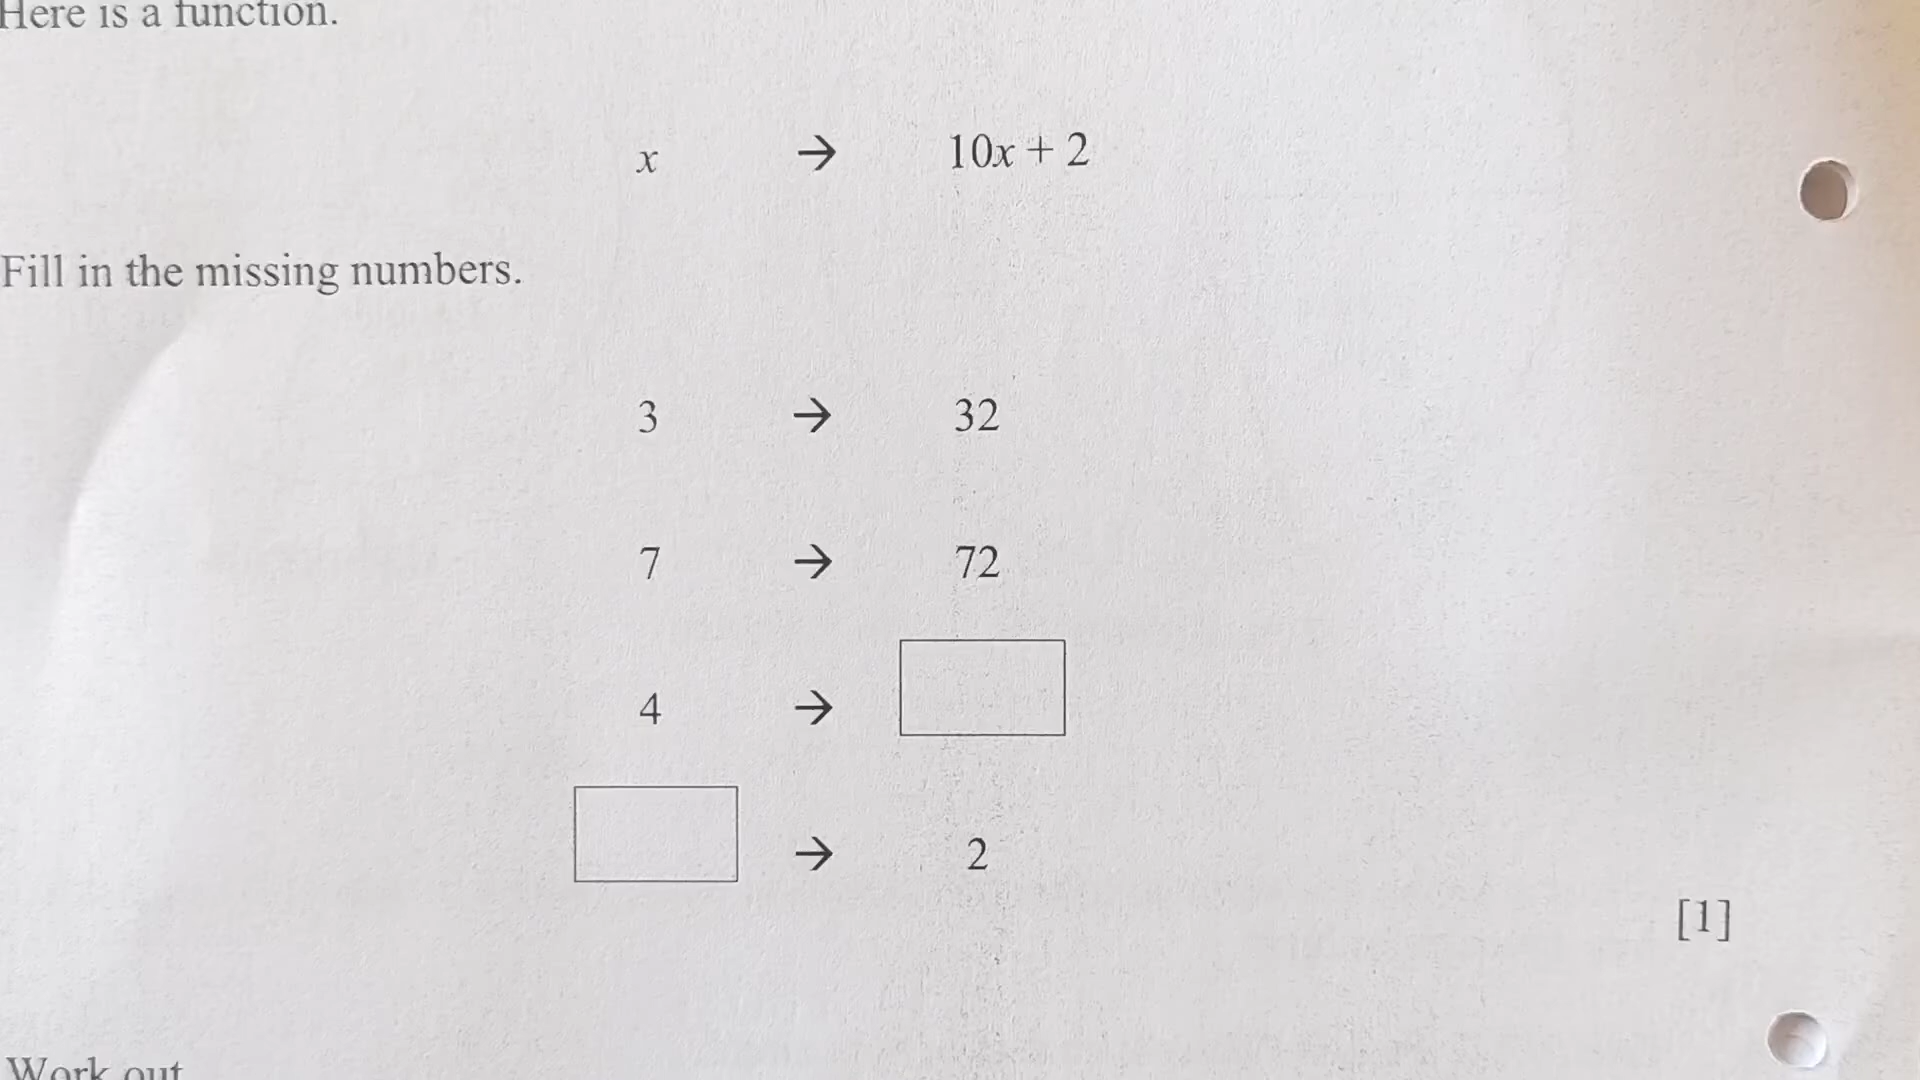 Here is a function.
x → 10x + 2
Fill in the missing numbers.
3 → 32
7 → 72
4 →
→ 2
[1]
Work out